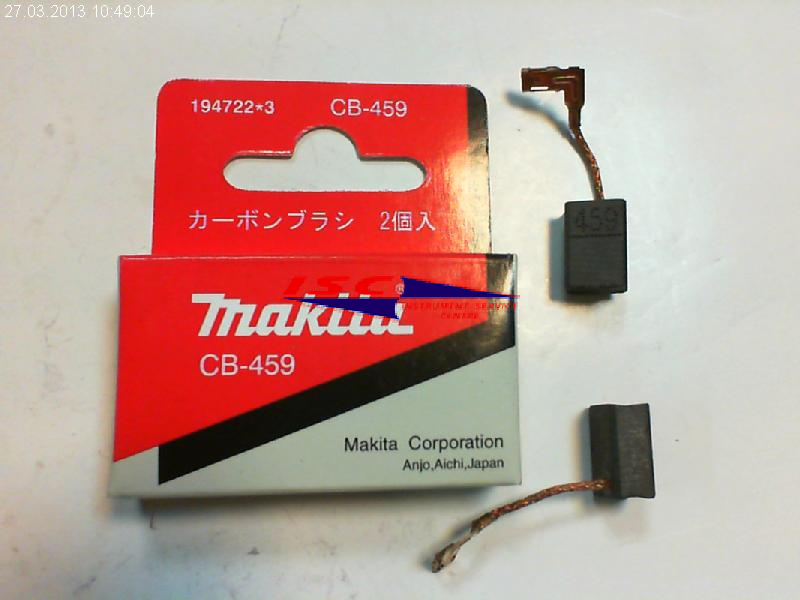 27.03.2013 10:49:04
194722*3 CB-459
カーボンブラシ 2個入
459
ISC
INSTRUMENT-SERVICE
CENTRE
makita®
CB-459
Makita Corporation
Anjo,Aichi,Japan